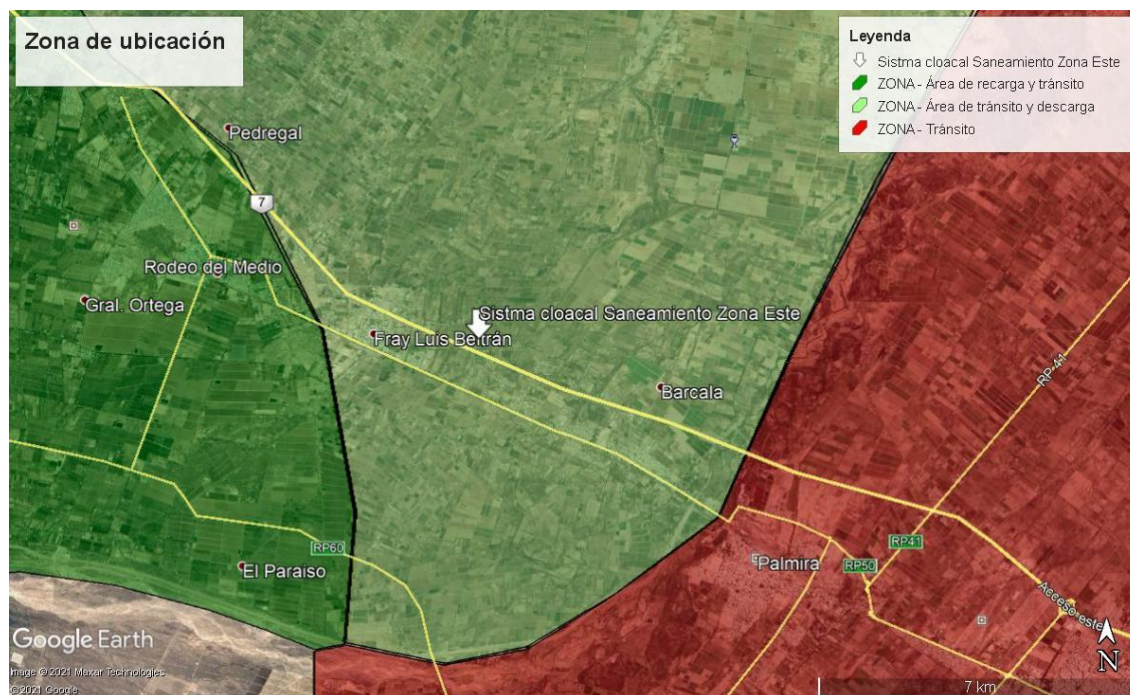 Zona de ubicación
Leyenda
Sistma cloacal Saneamiento Zona Este
ZONA - Área de recarga y tránsito
ZONA - Área de tránsito y descarga
ZONA - Tránsito
Pedregal
7
Rodeo del Medio
Gral. Ortega
Sistma cloacal Saneamiento Zona Este
Fray Luis Beltrán
RP 41
Barcala
RP60
RP41
El Paraiso
Palmira
RP50
Acceso este
Google Earth
N
Image © 2021 Maxar Technologies
© 2021 Google
7 km